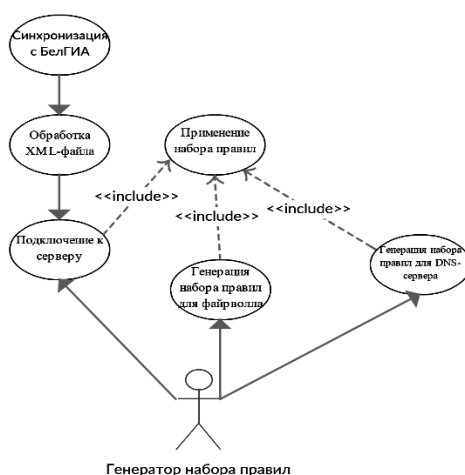 Синхронизация
с БелГИА
Обработка
XML-файла
Применение
набора правил
<<include>>
<<include>>
<<include>>
Подключение к
серверу
Генерация
набора правил
для файрволла
Генерация набора
правил для DNS-
сервера
Генератор набора правил